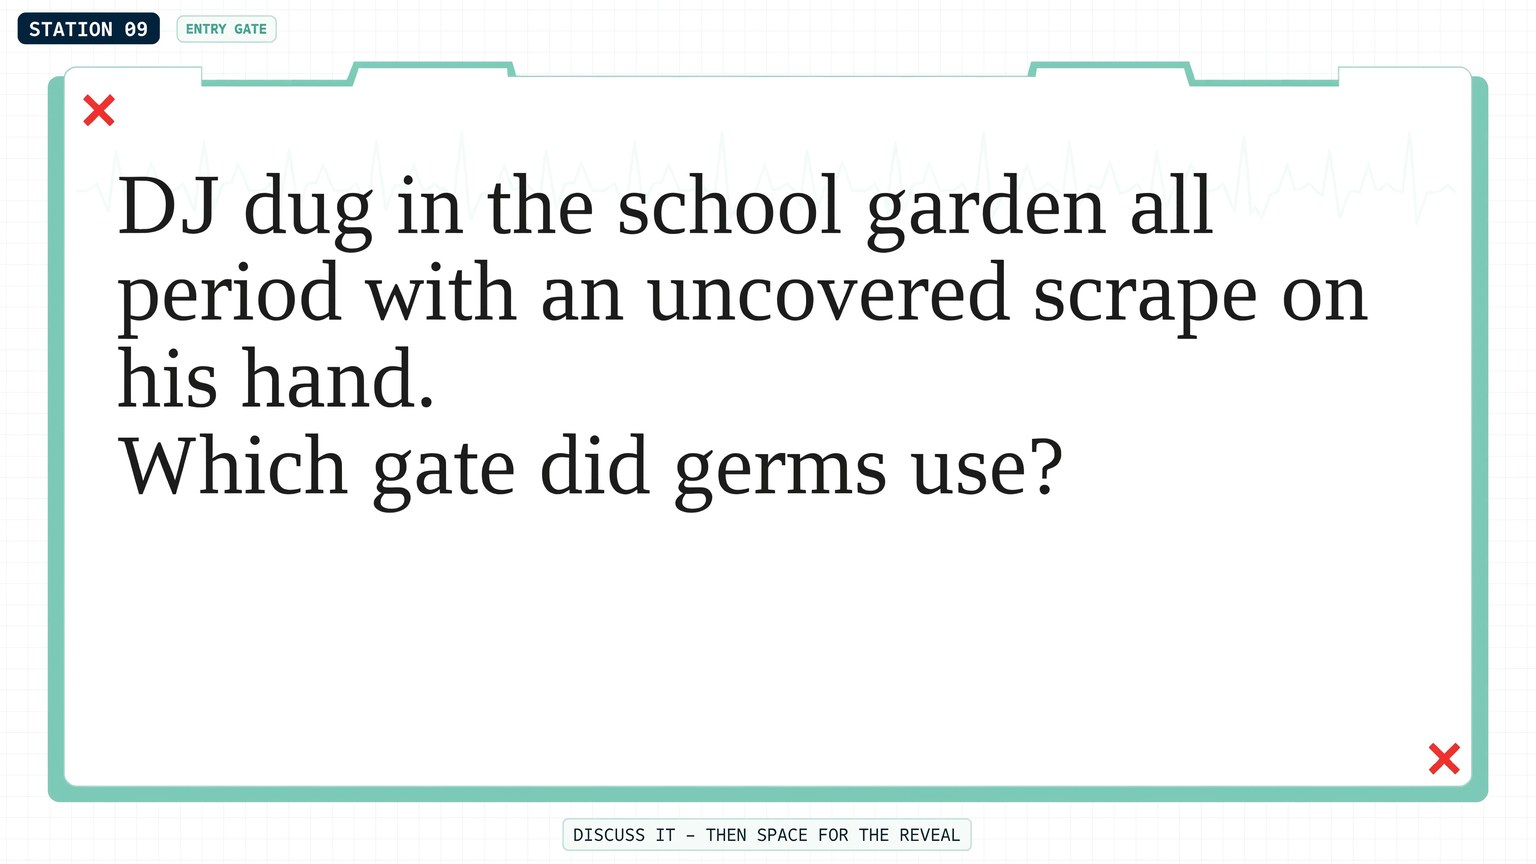 STATION 09
ENTRY GATE
DJ dug in the school garden all
period with an uncovered scrape on
his hand.
Which gate did germs use?
DISCUSS IT – THEN SPACE FOR THE REVEAL